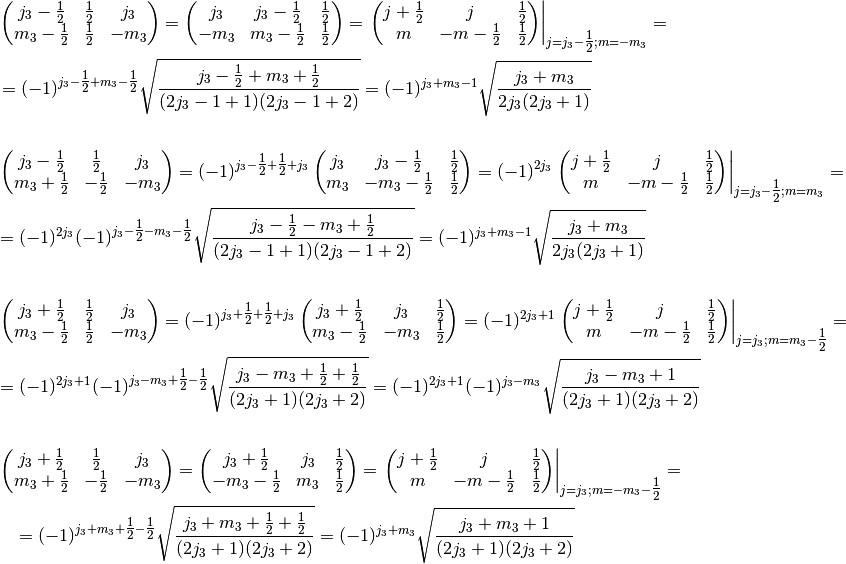 \begin{pmatrix} j_3-\frac{1}{2} & \frac{1}{2} & j_3 \\ m_3-\frac{1}{2} & \frac{1}{2} & -m_3 \end{pmatrix} = \begin{pmatrix} j_3 & j_3-\frac{1}{2} & \frac{1}{2} \\ -m_3 & m_3-\frac{1}{2} & \frac{1}{2} \end{pmatrix} = \left.\begin{pmatrix} j+\frac{1}{2} & j & \frac{1}{2} \\ m & -m-\frac{1}{2} & \frac{1}{2} \end{pmatrix}\right|_{j=j_3-\frac{1}{2};m=-m_3} =
= (-1)^{j_3-\frac{1}{2}+m_3-\frac{1}{2}} \sqrt{\frac{j_3-\frac{1}{2}+m_3+\frac{1}{2}}{(2j_3-1+1)(2j_3-1+2)}} = (-1)^{j_3+m_3-1} \sqrt{\frac{j_3+m_3}{2j_3(2j_3+1)}}
\begin{pmatrix} j_3-\frac{1}{2} & \frac{1}{2} & j_3 \\ m_3+\frac{1}{2} & -\frac{1}{2} & -m_3 \end{pmatrix} = (-1)^{j_3-\frac{1}{2}+\frac{1}{2}+j_3} \begin{pmatrix} j_3 & j_3-\frac{1}{2} & \frac{1}{2} \\ m_3 & -m_3-\frac{1}{2} & \frac{1}{2} \end{pmatrix} = (-1)^{2j_3} \left.\begin{pmatrix} j+\frac{1}{2} & j & \frac{1}{2} \\ m & -m-\frac{1}{2} & \frac{1}{2} \end{pmatrix}\right|_{j=j_3-\frac{1}{2};m=m_3} =
= (-1)^{2j_3}(-1)^{j_3-\frac{1}{2}-m_3-\frac{1}{2}} \sqrt{\frac{j_3-\frac{1}{2}-m_3+\frac{1}{2}}{(2j_3-1+1)(2j_3-1+2)}} = (-1)^{j_3+m_3-1} \sqrt{\frac{j_3+m_3}{2j_3(2j_3+1)}}
\begin{pmatrix} j_3+\frac{1}{2} & \frac{1}{2} & j_3 \\ m_3-\frac{1}{2} & \frac{1}{2} & -m_3 \end{pmatrix} = (-1)^{j_3+\frac{1}{2}+\frac{1}{2}+j_3} \begin{pmatrix} j_3+\frac{1}{2} & j_3 & \frac{1}{2} \\ m_3-\frac{1}{2} & -m_3 & \frac{1}{2} \end{pmatrix} = (-1)^{2j_3+1} \left.\begin{pmatrix} j+\frac{1}{2} & j & \frac{1}{2} \\ m & -m-\frac{1}{2} & \frac{1}{2} \end{pmatrix}\right|_{j=j_3;m=m_3-\frac{1}{2}} =
= (-1)^{2j_3+1}(-1)^{j_3-m_3+\frac{1}{2}-\frac{1}{2}} \sqrt{\frac{j_3-m_3+\frac{1}{2}+\frac{1}{2}}{(2j_3+1)(2j_3+2)}} = (-1)^{2j_3+1}(-1)^{j_3-m_3} \sqrt{\frac{j_3-m_3+1}{(2j_3+1)(2j_3+2)}}
\begin{pmatrix} j_3+\frac{1}{2} & \frac{1}{2} & j_3 \\ m_3+\frac{1}{2} & -\frac{1}{2} & -m_3 \end{pmatrix} = \begin{pmatrix} j_3+\frac{1}{2} & j_3 & \frac{1}{2} \\ -m_3-\frac{1}{2} & m_3 & \frac{1}{2} \end{pmatrix} = \left.\begin{pmatrix} j+\frac{1}{2} & j & \frac{1}{2} \\ m & -m-\frac{1}{2} & \frac{1}{2} \end{pmatrix}\right|_{j=j_3;m=-m_3-\frac{1}{2}} =
= (-1)^{j_3+m_3+\frac{1}{2}-\frac{1}{2}} \sqrt{\frac{j_3+m_3+\frac{1}{2}+\frac{1}{2}}{(2j_3+1)(2j_3+2)}} = (-1)^{j_3+m_3} \sqrt{\frac{j_3+m_3+1}{(2j_3+1)(2j_3+2)}}